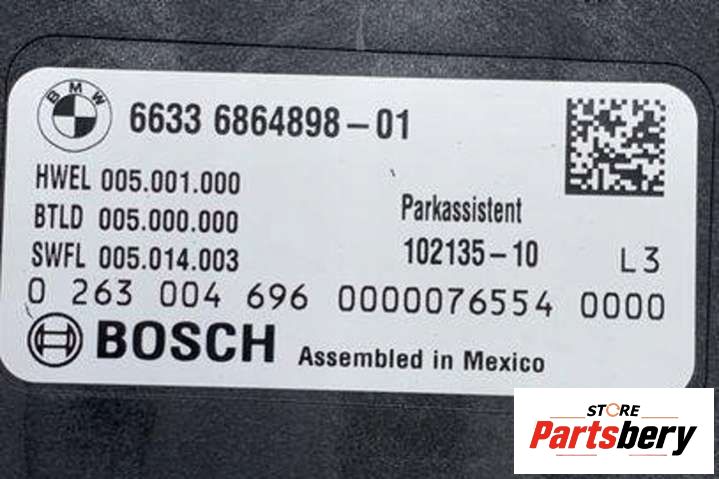 BMW
6633 6864898-01
HWEL 005.001.000
BTLD 005.000.000
SWFL 005.014.003
Parkassistent
102135-10
L3
0 263 004 696 0000076554 0000
BOSCH Assembled in Mexico
STORE
Partsbery